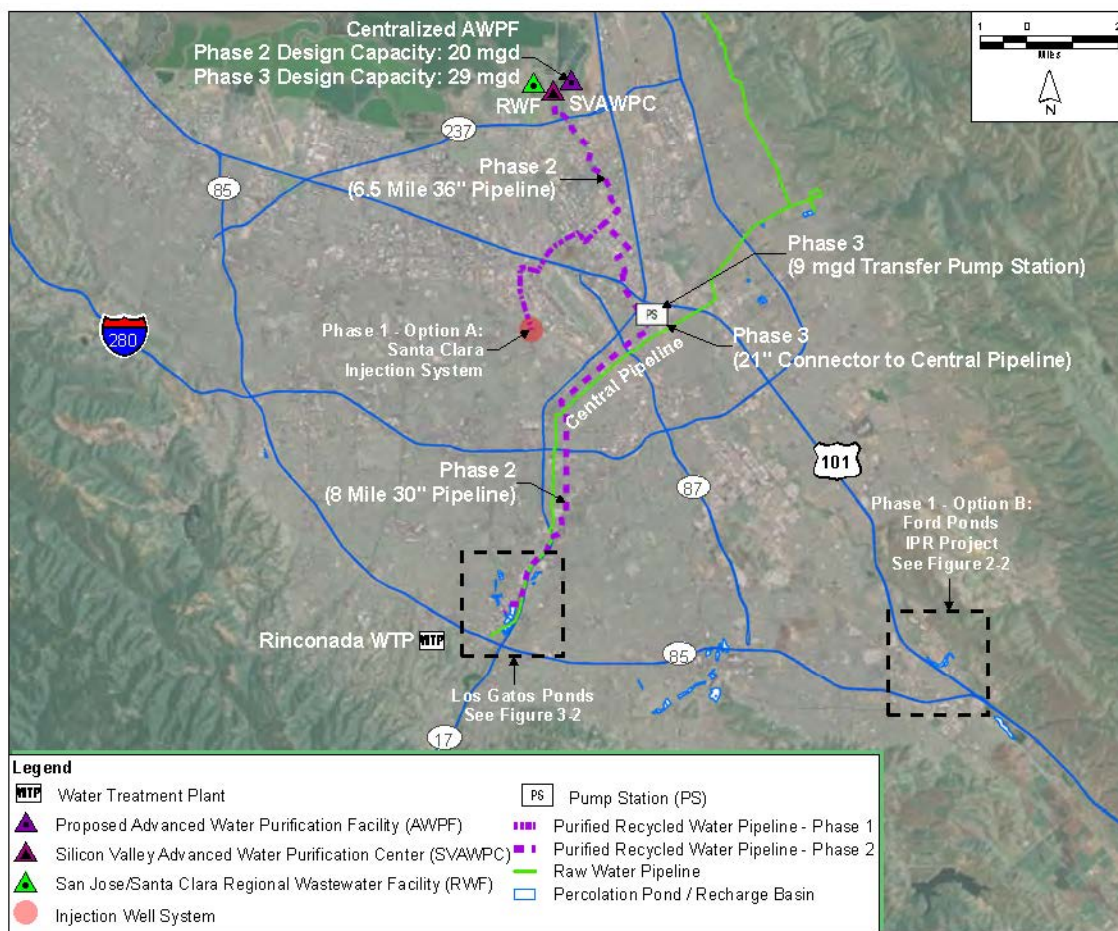 Centralized AWPF
Phase 2 Design Capacity: 20 mgd
Phase 3 Design Capacity: 29 mgd
RWF
SVAWPC
1 0 2
Miles
N
237
85
Phase 2
(6.5 Mile 36" Pipeline)
Phase 3
(9 mgd Transfer Pump Station)
PS
280
Phase 1 - Option A:
Santa Clara
Injection System
Phase 3
(21" Connector to Central Pipeline)
Central Pipeline
101
Phase 2
(8 Mile 30" Pipeline)
87
Phase 1 - Option B:
Ford Ponds
IPR Project
See Figure 2-2
Rinconada WTP
WTP
85
Los Gatos Ponds
See Figure 3-2
17
Legend
WTP Water Treatment Plant
Proposed Advanced Water Purification Facility (AWPF)
Silicon Valley Advanced Water Purification Center (SVAWPC)
San Jose/Santa Clara Regional Wastewater Facility (RWF)
Injection Well System
PS Pump Station (PS)
Purified Recycled Water Pipeline - Phase 1
Purified Recycled Water Pipeline - Phase 2
Raw Water Pipeline
Percolation Pond / Recharge Basin